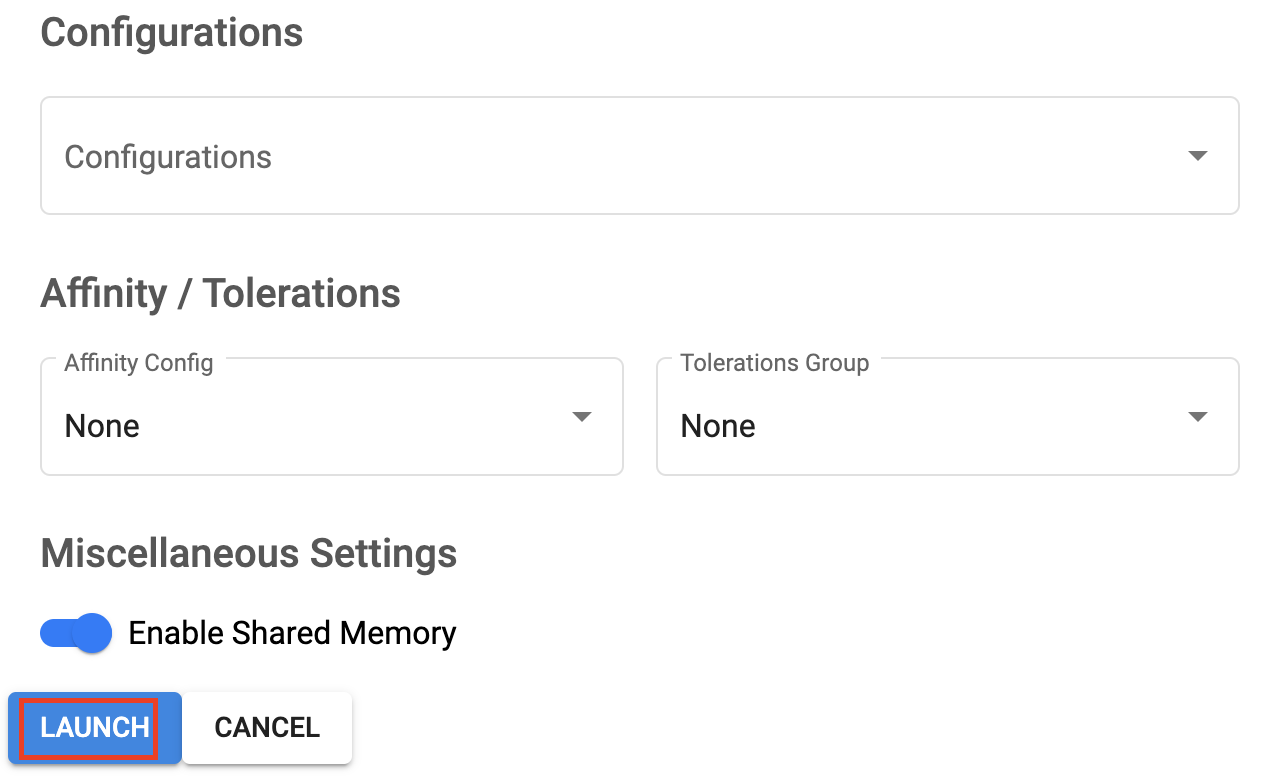 Configurations
Configurations
Affinity / Tolerations
Affinity Config
Tolerations Group
None
None
Miscellaneous Settings
Enable Shared Memory
LAUNCH
CANCEL